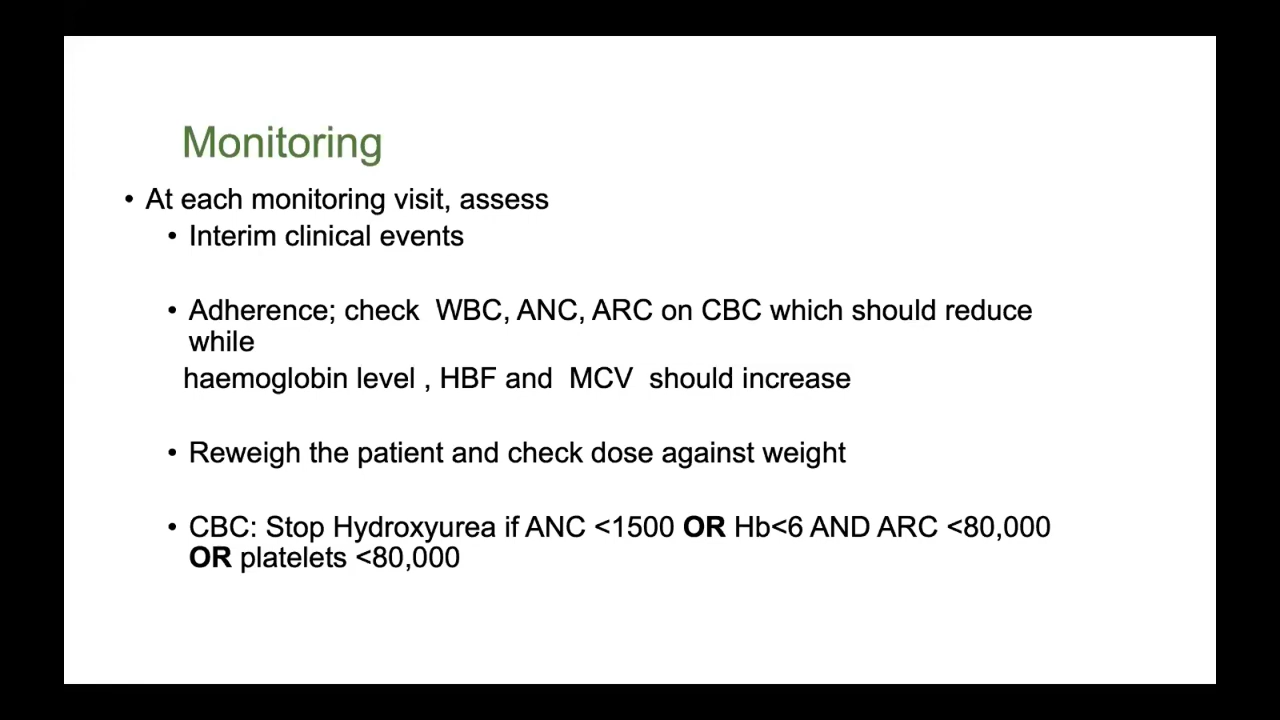 Monitoring
• At each monitoring visit, assess
• Interim clinical events
• Adherence; check WBC, ANC, ARC on CBC which should reduce
while
haemoglobin level , HBF and MCV should increase
• Reweigh the patient and check dose against weight
• CBC: Stop Hydroxyurea if ANC <1500 OR Hb<6 AND ARC <80,000
OR platelets <80,000